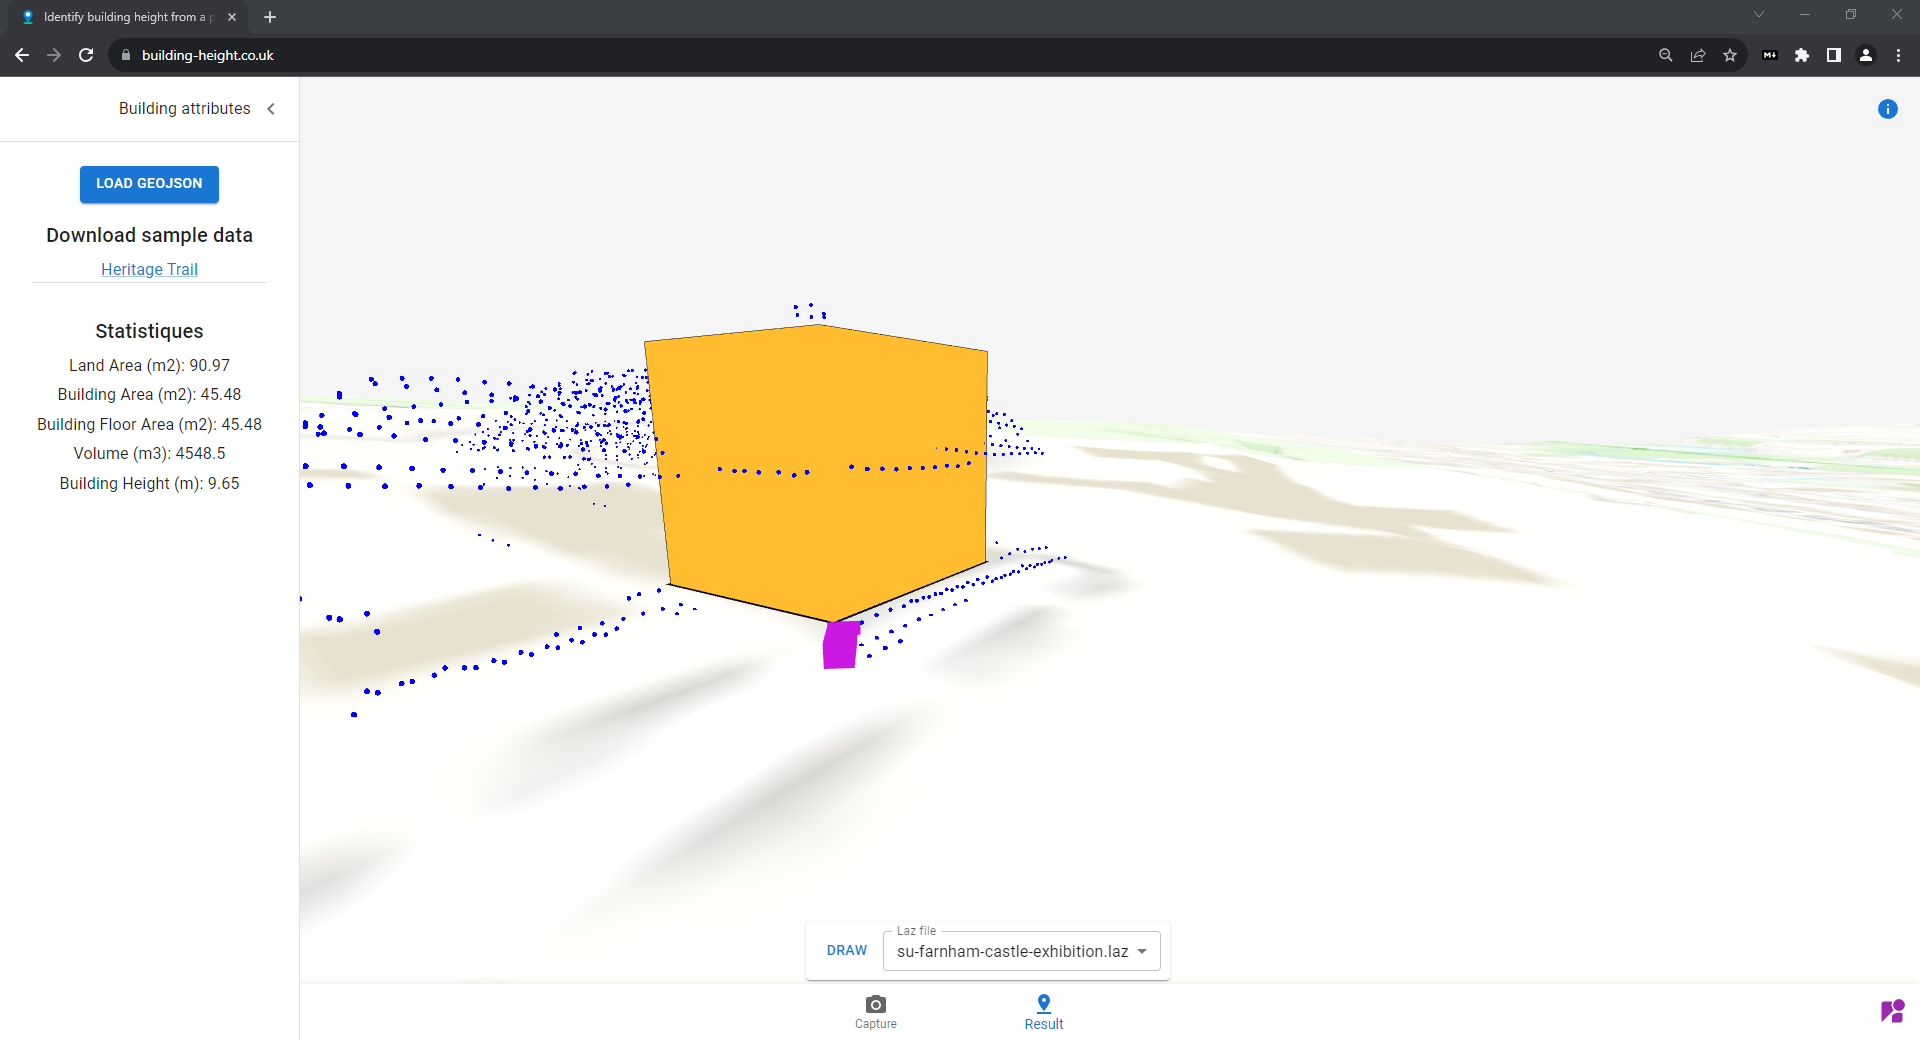 Identify building height from a p
building-height.co.uk
Building attributes
LOAD GEOJSON
Download sample data
Heritage Trail
Statistiques
Land Area (m2): 90.97
Building Area (m2): 45.48
Building Floor Area (m2): 45.48
Volume (m3): 4548.5
Building Height (m): 9.65
Laz file
DRAW
su-farnham-castle-exhibition.laz
Capture
Result